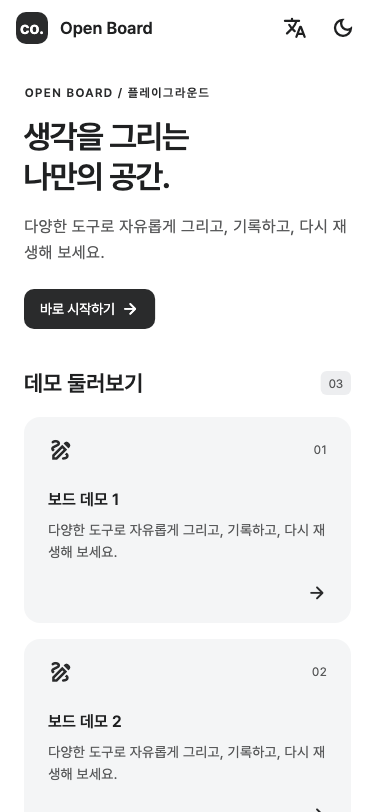 co. Open Board
OPEN BOARD / 플레이그라운드
생각을 그리는
나만의 공간.
다양한 도구로 자유롭게 그리고, 기록하고, 다시 재
생해 보세요.
바로 시작하기
데모 둘러보기 03
01
보드 데모 1
다양한 도구로 자유롭게 그리고, 기록하고, 다시 재
생해 보세요.
02
보드 데모 2
다양한 도구로 자유롭게 그리고, 기록하고, 다시 재
생해 보세요.